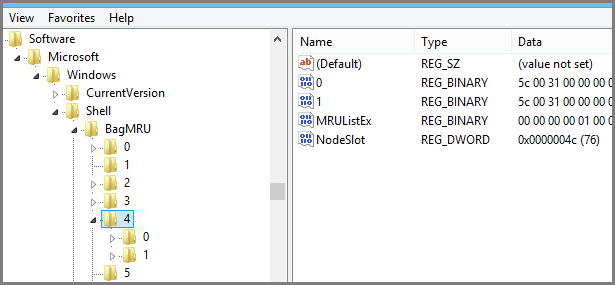 View Favorites Help
Software
Microsoft
Windows
CurrentVersion
Shell
BagMRU
0
1
2
3
4
0
1
5
Name Type Data
(Default) REG_SZ (value not set)
0 REG_BINARY 5c 00 31 00 00 00 0
1 REG_BINARY 5c 00 31 00 00 00 0
MRUListEx REG_BINARY 00 00 00 00 01 00 0
NodeSlot REG_DWORD 0x0000004c (76)